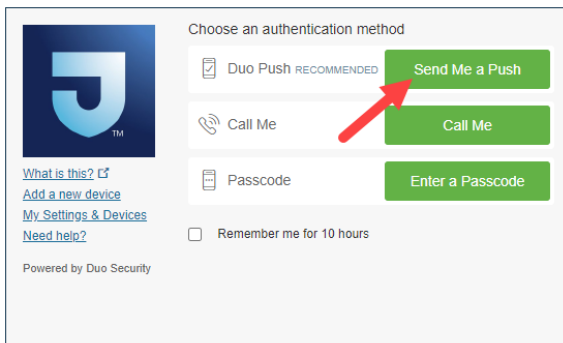 Choose an authentication method
Duo Push RECOMMENDED Send Me a Push
Call Me Call Me
Passcode Enter a Passcode
Remember me for 10 hours
J
TM
What is this?
Add a new device
My Settings & Devices
Need help?
Powered by Duo Security